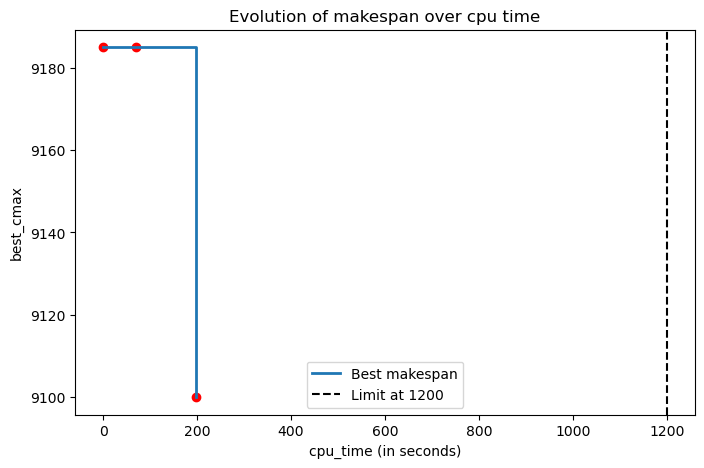 Evolution of makespan over cpu time
best_cmax
9180
9160
9140
9120
9100
Best makespan
Limit at 1200
0
200
400
600
800
1000
1200
cpu_time (in seconds)